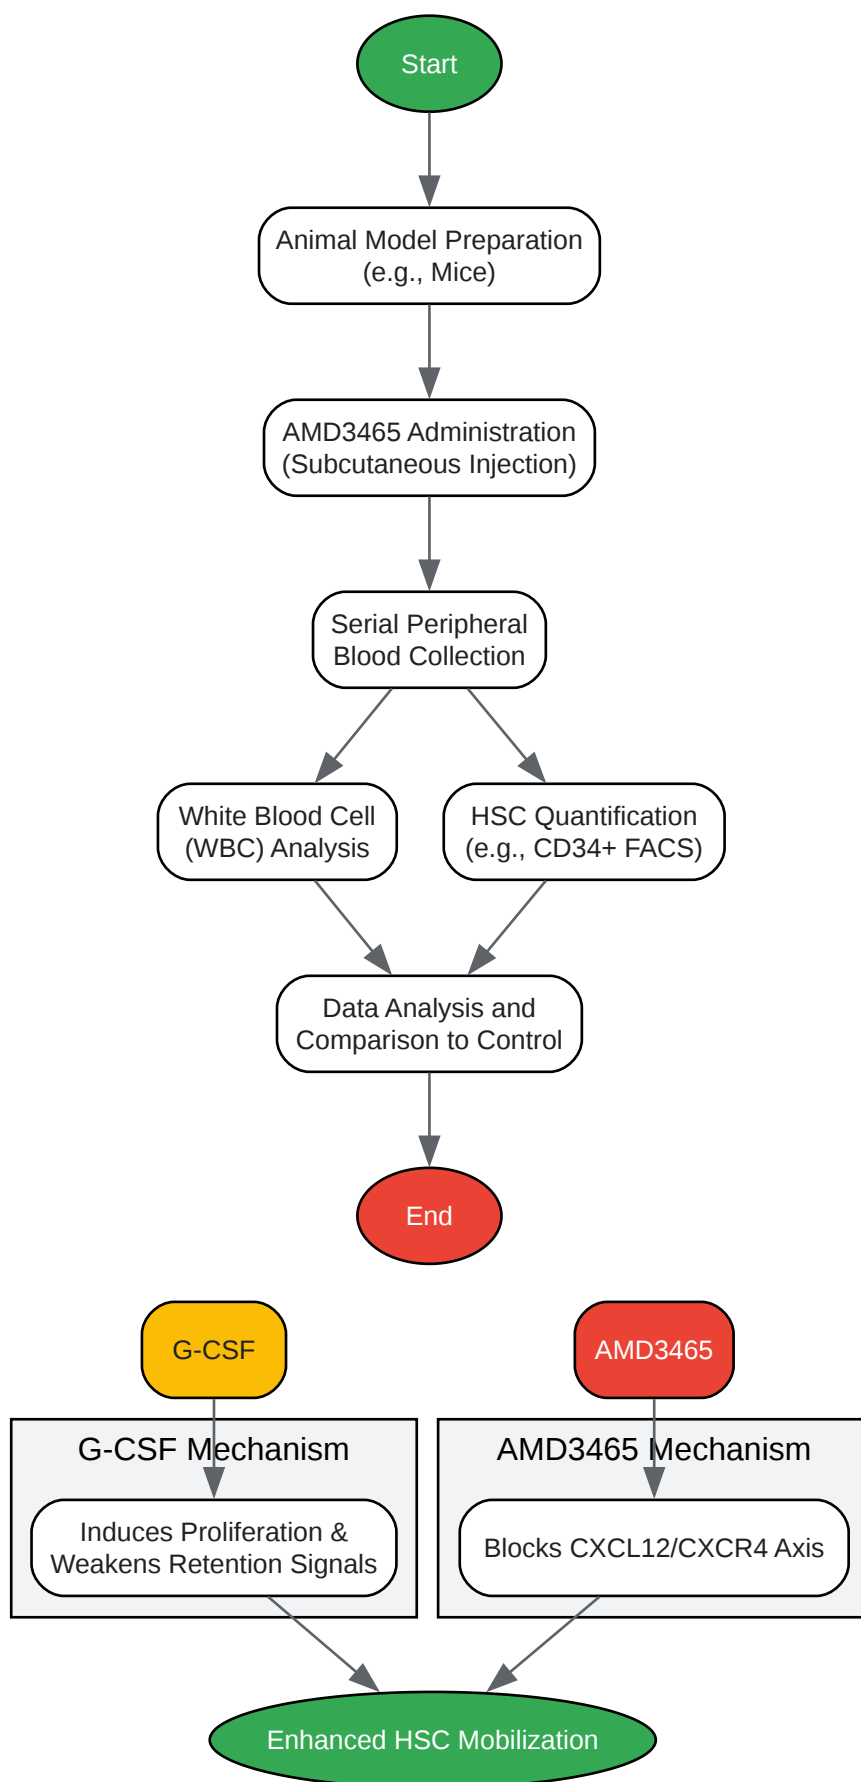 Start
Animal Model Preparation
(e.g., Mice)
AMD3465 Administration
(Subcutaneous Injection)
Serial Peripheral
Blood Collection
White Blood Cell
(WBC) Analysis
HSC Quantification
(e.g., CD34+ FACS)
Data Analysis and
Comparison to Control
End
G-CSF
AMD3465
G-CSF Mechanism
AMD3465 Mechanism
Induces Proliferation &
Weakens Retention Signals
Blocks CXCL12/CXCR4 Axis
Enhanced HSC Mobilization